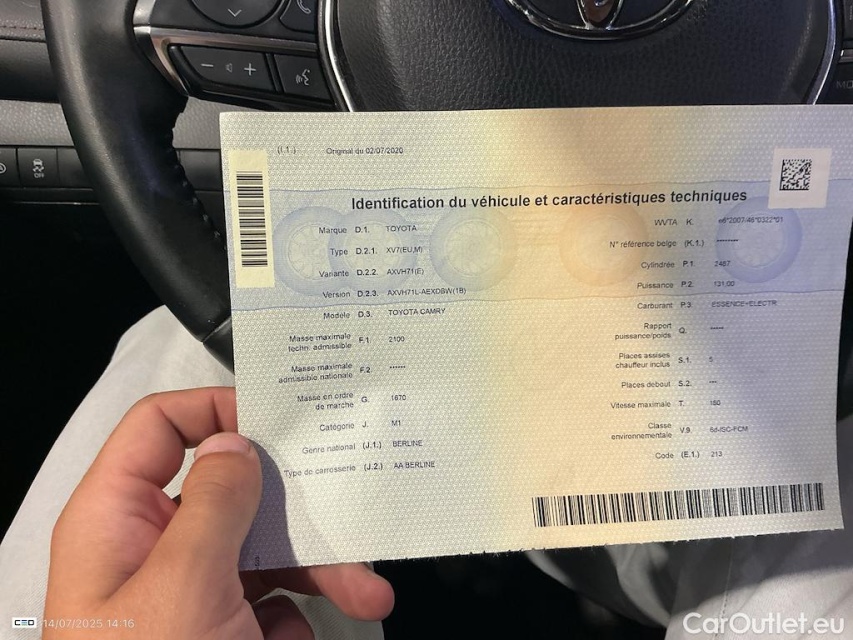 (I.1.) Original du 02/07/2020
Identification du véhicule et caractéristiques techniques
Marque D.1. TOYOTA
Type D.2.1. XV7(EU,M)
Variante D.2.2. AXVH71(E)
Version D.2.3. AXVH71L-AEXDBW(1B)
Modèle D.3. TOYOTA CAMRY
Masse maximale
techn. admissible F.1 2100
Masse maximale
admissible nationale F.2 ------
Masse en ordre
de marche G. 1670
Catégorie J. M1
Genre national (J.1.) BERLINE
Type de carrosserie (J.2.) AA BERLINE
WVTA K. e6*2007/46*0322*01
N° référence belge (K.1.) --------
Cylindrée P.1. 2487
Puissance P.2. 131,00
Carburant P.3. ESSENCE+ELECTR
Rapport
puissance/poids Q. -----
Places assises
chauffeur inclus S.1. 5
Places debout S.2. ---
Vitesse maximale T. 180
Classe
environnementale V.9. 6d-ISC-FCM
Code (E.1.) 213
OFF
3
14/07/2025 14:16
CarOutlet.eu